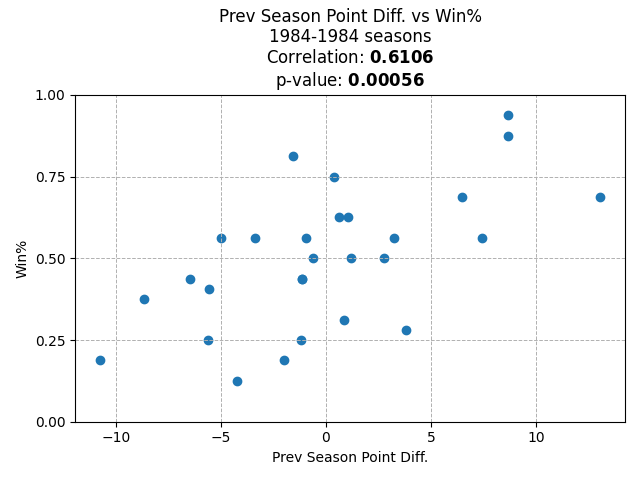 Prev Season Point Diff. vs Win%
1984-1984 seasons
Correlation: 0.6106
p-value: 0.00056
1.00
0.75
0.50
0.25
0.00
Win%
−10
−5
0
5
10
Prev Season Point Diff.